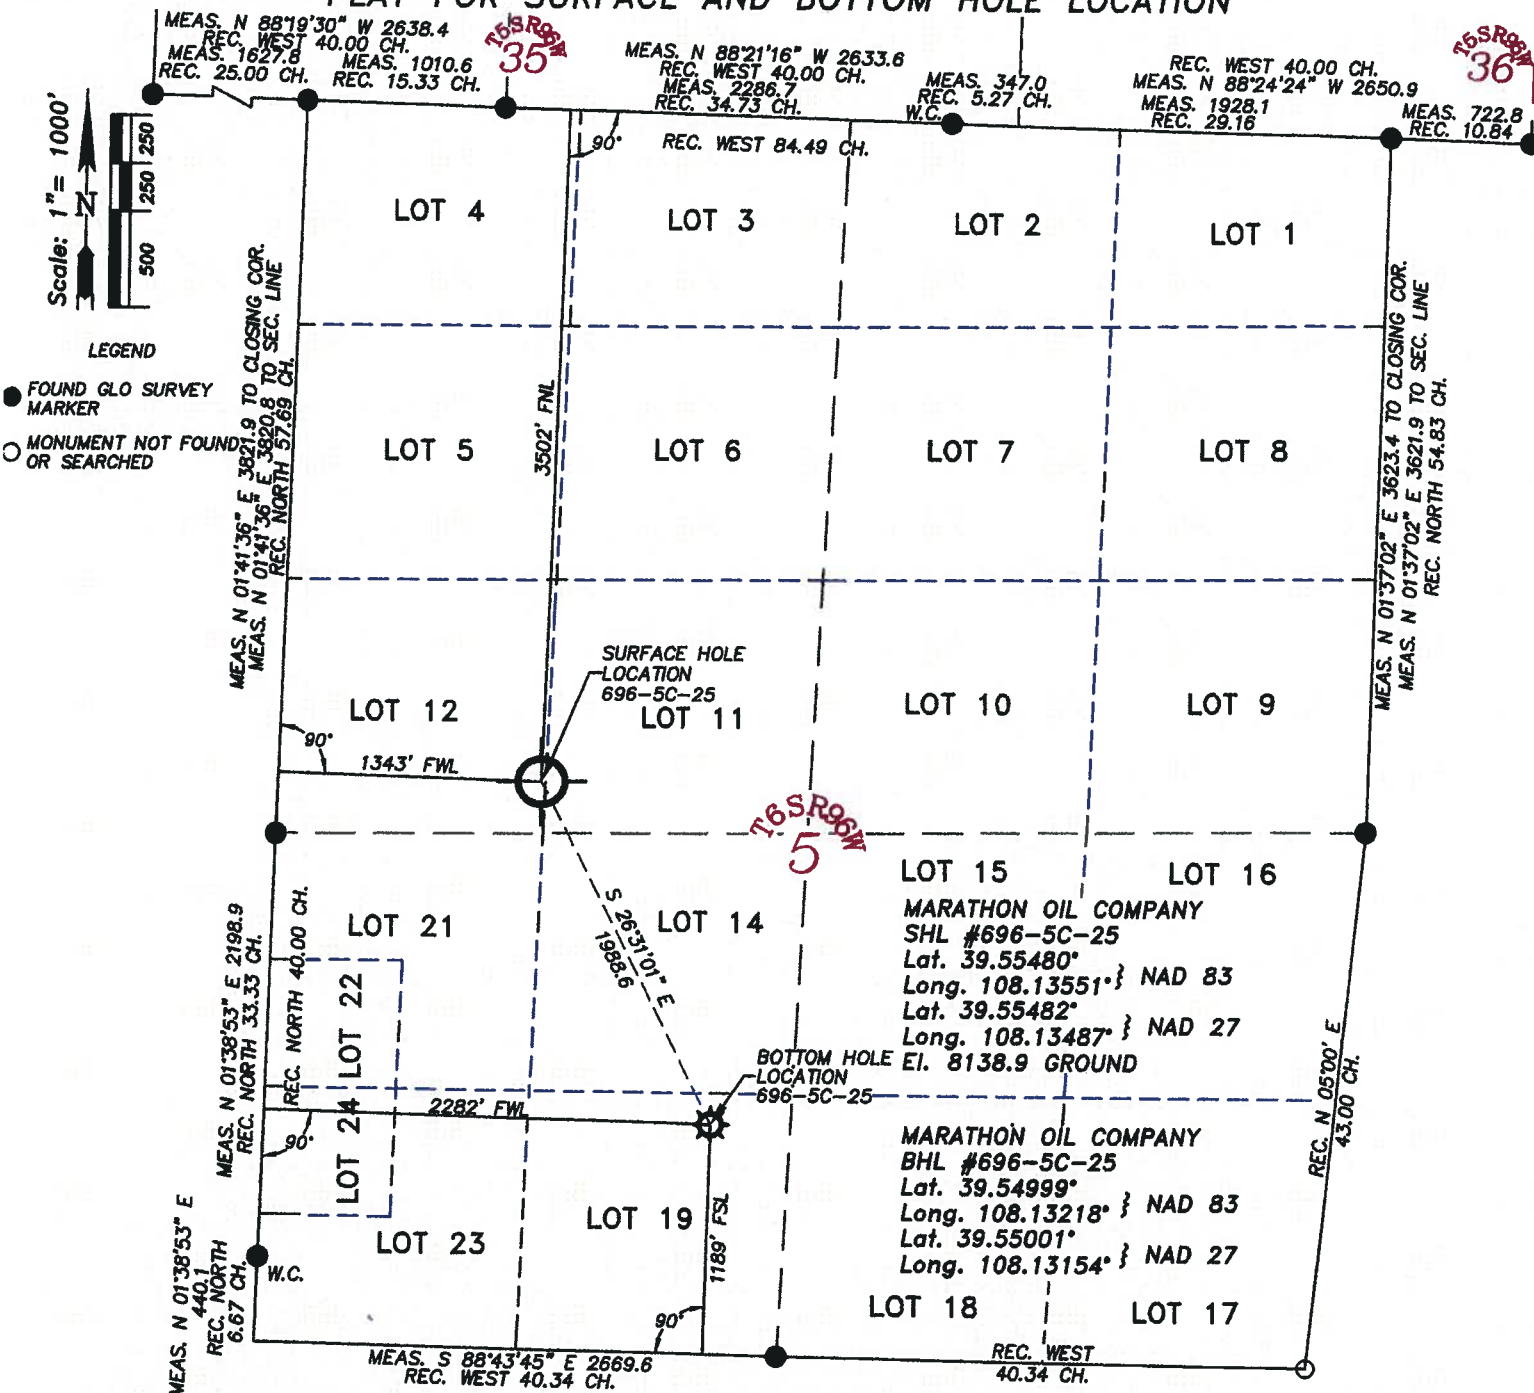 PLAT FOR SURFACE AND BOTTOM HOLE LOCATION
MEAS. N 88°19'30" W 2638.4
REC. WEST 40.00 CH.
MEAS. 1627.8
REC. 25.00 CH.
MEAS. 1010.6
REC. 15.33 CH.
T5SR96W
35
MEAS. N 88°21'16" W 2633.6
REC. WEST 40.00 CH.
MEAS. 2286.7
REC. 34.73 CH.
MEAS. 347.0
REC. 5.27 CH.
W.C.
REC. WEST 40.00 CH.
MEAS. N 88°24'24" W 2650.9
MEAS. 1928.1
REC. 29.16
T5SR96W
36
MEAS. 722.8
REC. 10.84
90°
REC. WEST 84.49 CH.
Scale: 1"= 1000'
N
250
250
500
LEGEND
FOUND GLO SURVEY
MARKER
MONUMENT NOT FOUND
OR SEARCHED
MEAS. N 01°41'36" E 3821.9 TO CLOSING COR.
MEAS. N 01°41'36" E 3820.8 TO SEC. LINE
REC. NORTH 57.69 CH.
LOT 4
LOT 3
LOT 2
LOT 1
3502' FNL
LOT 5
LOT 6
LOT 7
LOT 8
MEAS. N 01°37'02" E 3623.4 TO CLOSING COR.
MEAS. N 01°37'02" E 3621.9 TO SEC. LINE
REC. NORTH 54.83 CH.
SURFACE HOLE
LOCATION
696-5C-25
LOT 12
LOT 11
LOT 10
LOT 9
90°
1343' FWL
T6SR96W
5
LOT 21
LOT 14
LOT 15
LOT 16
S 26°31'01" E
1988.6
MARATHON OIL COMPANY
SHL #696-5C-25
Lat. 39.55480°
Long. 108.13551° } NAD 83
Lat. 39.55482°
Long. 108.13487° } NAD 27
El. 8138.9 GROUND
MEAS. N 01°38'53" E 2198.9
REC. NORTH 33.33 CH.
REC. NORTH 40.00 CH.
LOT 22
BOTTOM HOLE
LOCATION
696-5C-25
2282' FWL
90°
LOT 24
REC. N 05°00' E
43.00 CH.
MARATHON OIL COMPANY
BHL #696-5C-25
Lat. 39.54999°
Long. 108.13218° } NAD 83
Lat. 39.55001°
Long. 108.13154° } NAD 27
LOT 23
LOT 19
1189' FSL
90°
LOT 18
LOT 17
W.C.
MEAS. N 01°38'53" E
440.1
REC. NORTH
6.67 CH.
MEAS. S 88°43'45" E 2669.6
REC. WEST 40.34 CH.
REC. WEST
40.34 CH.